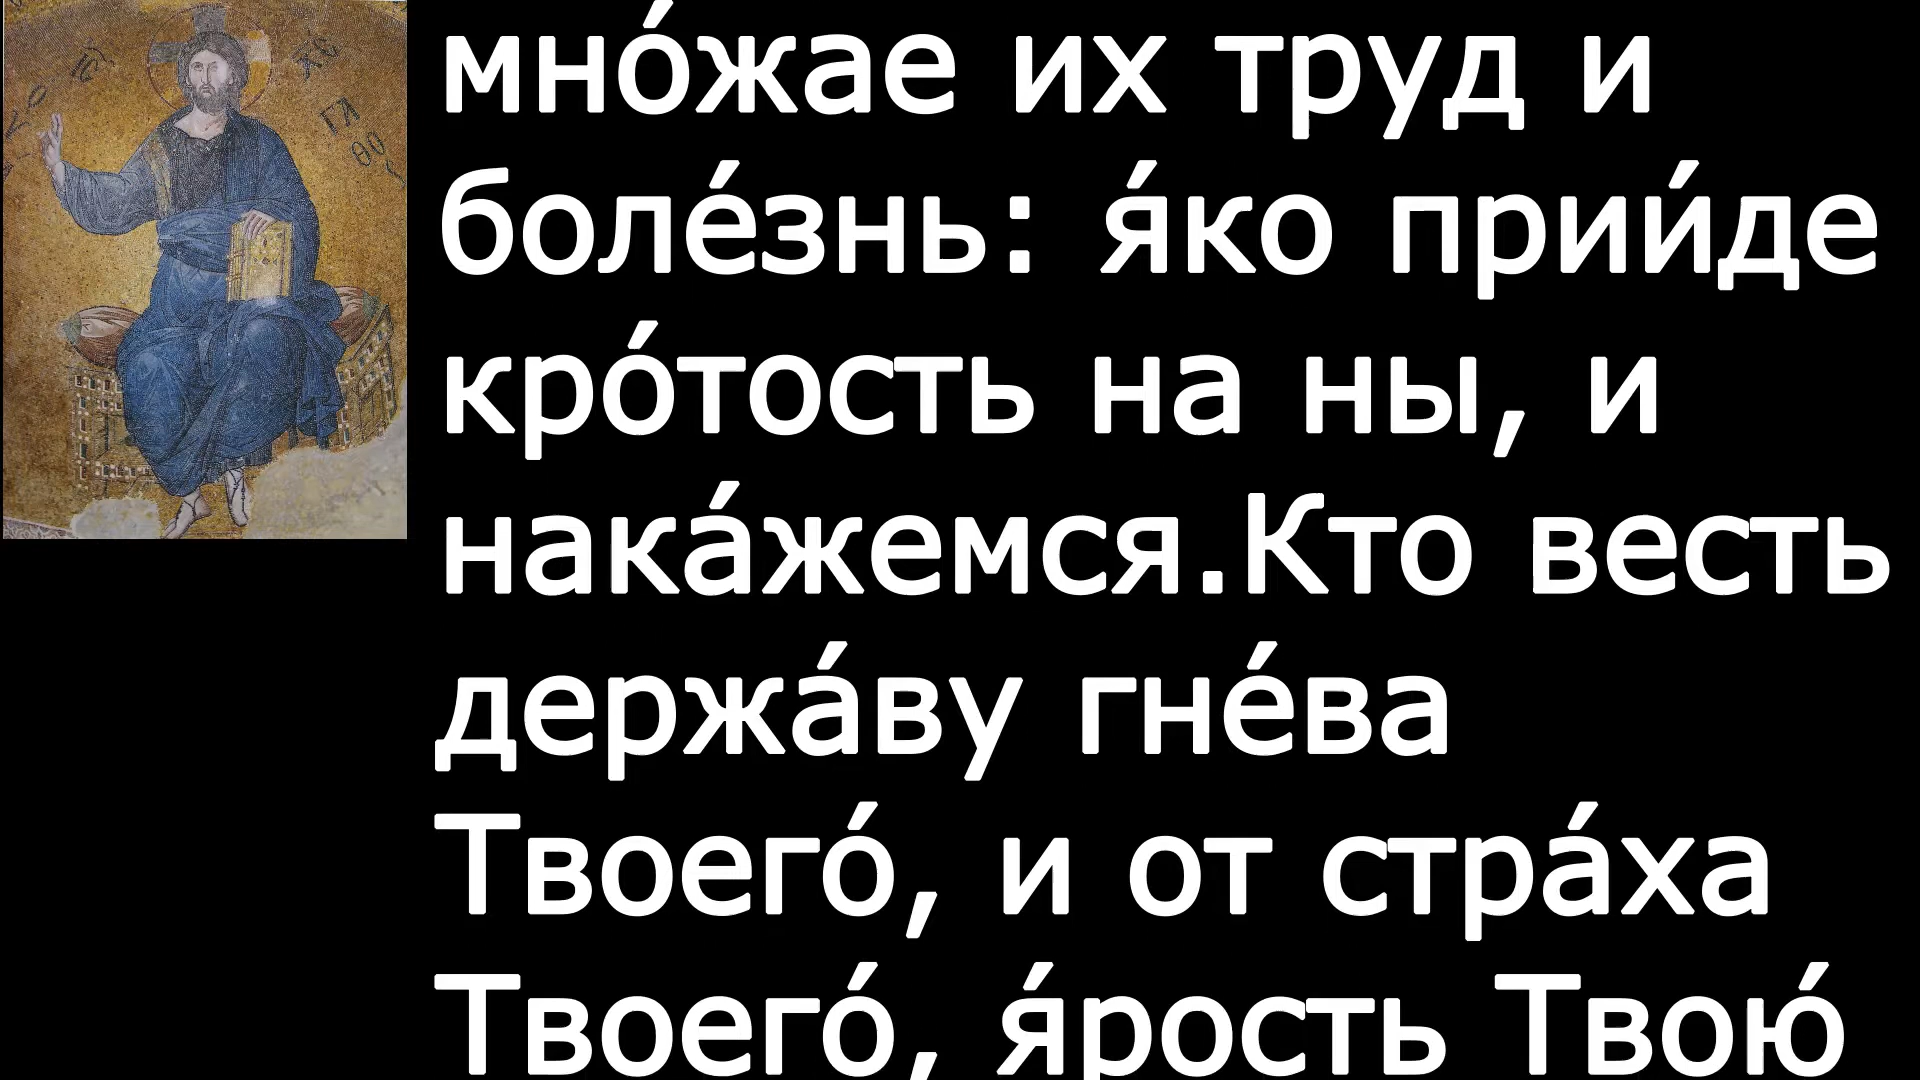 мно́жае их труд и
боле́знь: я́ко прии́де
кро́тость на ны, и
нака́жемся.Кто весть
держа́ву гне́ва
Твоего́, и от стра́ха
Твоего́, я́рость Твою́